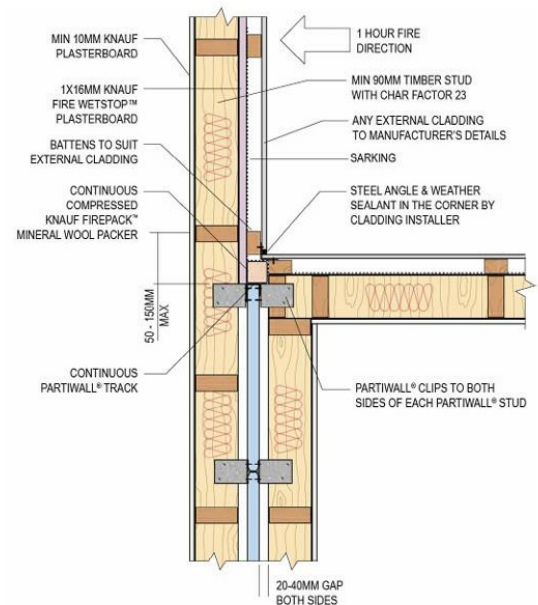 MIN 10MM KNAUF
PLASTERBOARD
1X16MM KNAUF
FIRE WETSTOP™
PLASTERBOARD
BATTENS TO SUIT
EXTERNAL CLADDING
CONTINUOUS
COMPRESSED
KNAUF FIREPACK™
MINERAL WOOL PACKER
50 - 150MM
MAX
CONTINUOUS
PARTIWALL® TRACK
1 HOUR FIRE
DIRECTION
MIN 90MM TIMBER STUD
WITH CHAR FACTOR 23
ANY EXTERNAL CLADDING
TO MANUFACTURER'S DETAILS
SARKING
STEEL ANGLE & WEATHER
SEALANT IN THE CORNER BY
CLADDING INSTALLER
PARTIWALL® CLIPS TO BOTH
SIDES OF EACH PARTIWALL® STUD
20-40MM GAP
BOTH SIDES